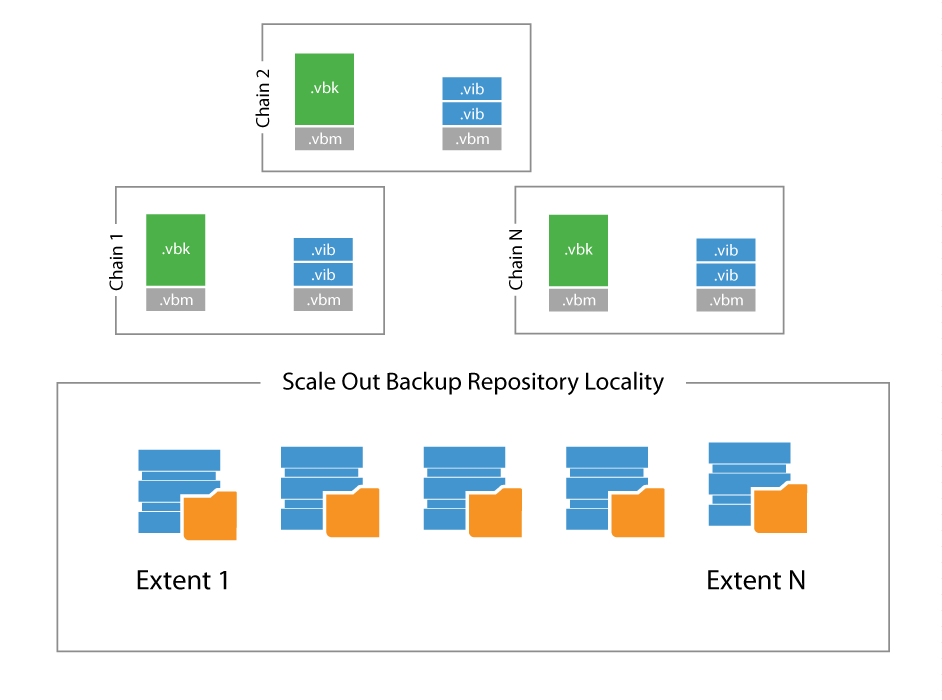 Chain 2
.vbk
.vbm
.vib
.vib
.vbm
Chain 1
.vbk
.vbm
.vib
.vib
.vbm
Chain N
.vbk
.vbm
.vib
.vib
.vbm
Scale Out Backup Repository Locality
Extent 1
Extent N